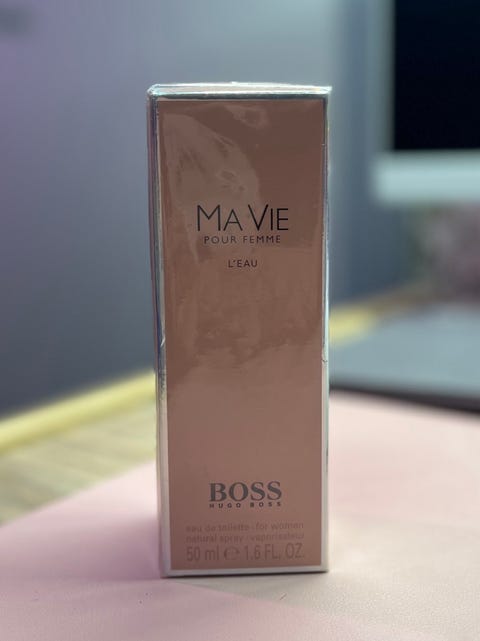 MA VIE
POUR FEMME
L'EAU
BOSS
HUGO BOSS
eau de toilette - for women
natural spray - vaporisateur
50 ml ℮ 1.6 FL. OZ.